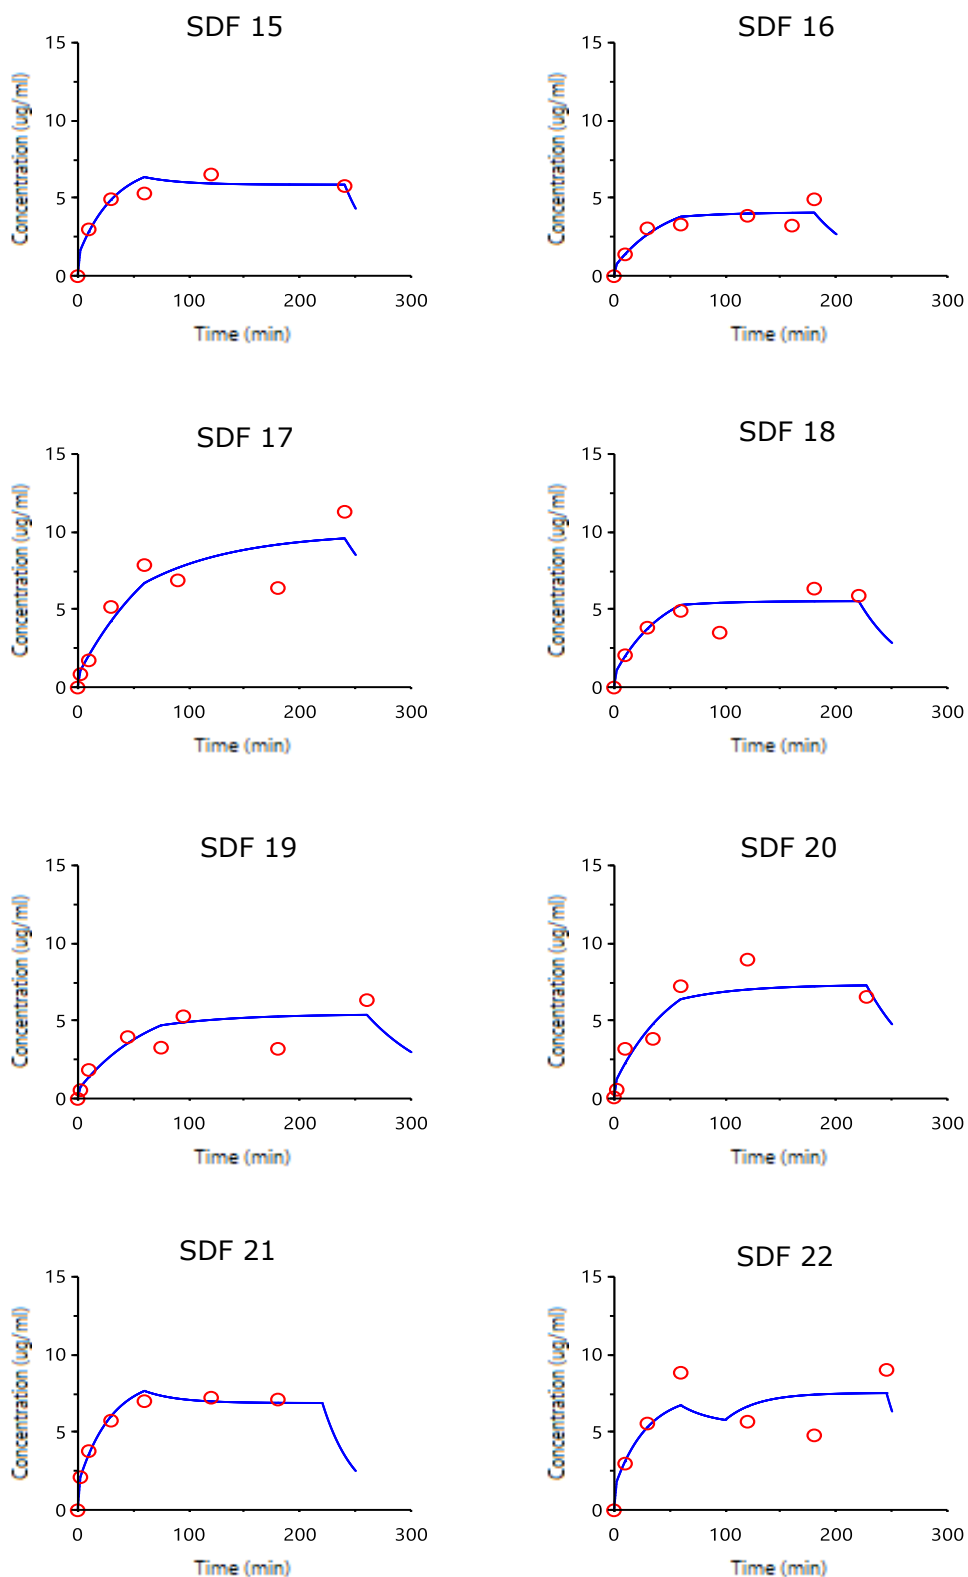 SDF 15
Concentration (ug/ml)
15
10
5
0
0 100 200 300
Time (min)
SDF 16
Concentration (ug/ml)
15
10
5
0
0 100 200 300
Time (min)
SDF 17
Concentration (ug/ml)
15
10
5
0
0 100 200 300
Time (min)
SDF 18
Concentration (ug/ml)
15
10
5
0
0 100 200 300
Time (min)
SDF 19
Concentration (ug/ml)
15
10
5
0
0 100 200 300
Time (min)
SDF 20
Concentration (ug/ml)
15
10
5
0
0 100 200 300
Time (min)
SDF 21
Concentration (ug/ml)
15
10
5
0
0 100 200 300
Time (min)
SDF 22
Concentration (ug/ml)
15
10
5
0
0 100 200 300
Time (min)